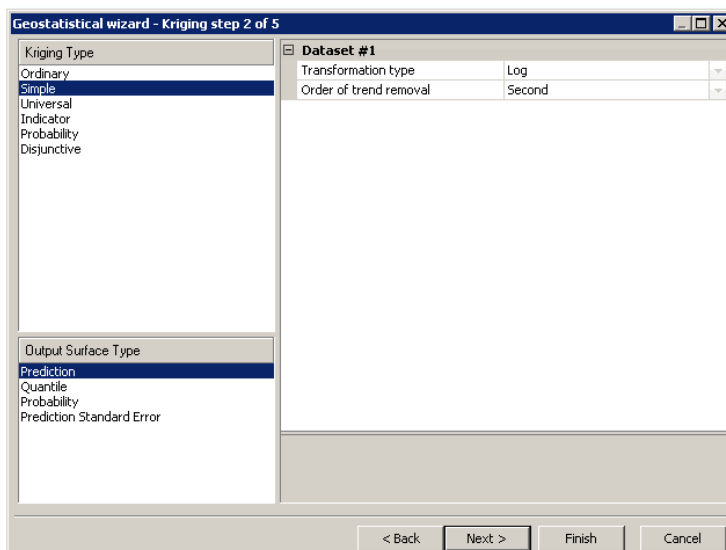 Geostatistical wizard - Kriging step 2 of 5
Kriging Type
Ordinary
Simple
Universal
Indicator
Probability
Disjunctive
Output Surface Type
Prediction
Quantile
Probability
Prediction Standard Error
Dataset #1
Transformation type Log
Order of trend removal Second
< Back Next > Finish Cancel